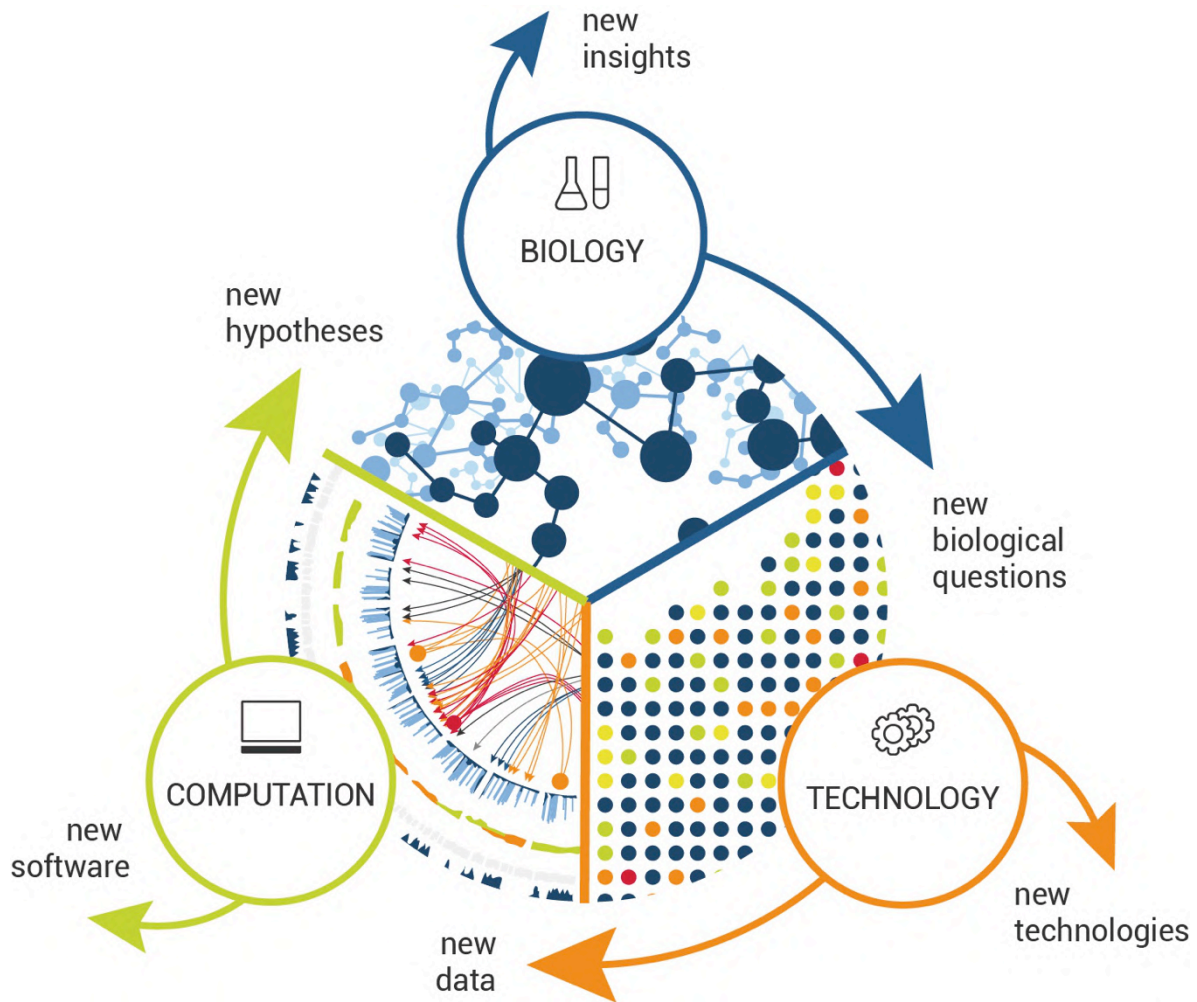 new
insights
BIOLOGY
new
hypotheses
new
biological
questions
COMPUTATION
TECHNOLOGY
new
software
new
technologies
new
data